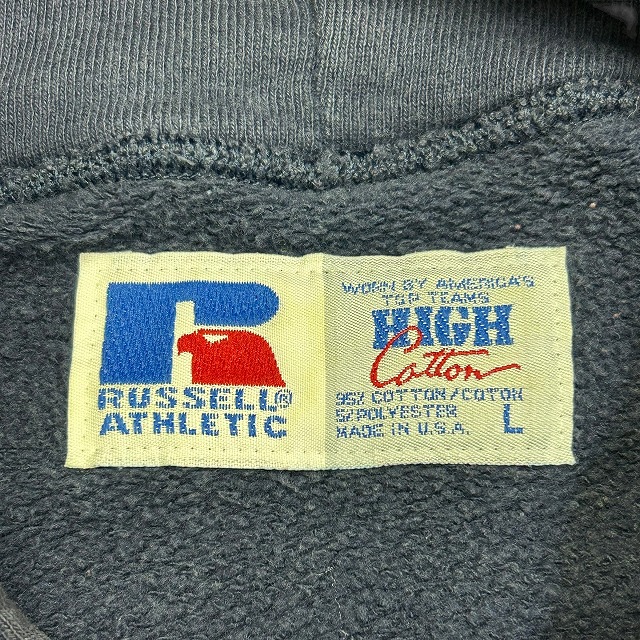 RUSSELL®
ATHLETIC
WORN BY AMERICA'S
TOP TEAMS
HIGH
Cotton
95% COTTON/COTON
5/POLYESTER
MADE IN U.S.A.
L